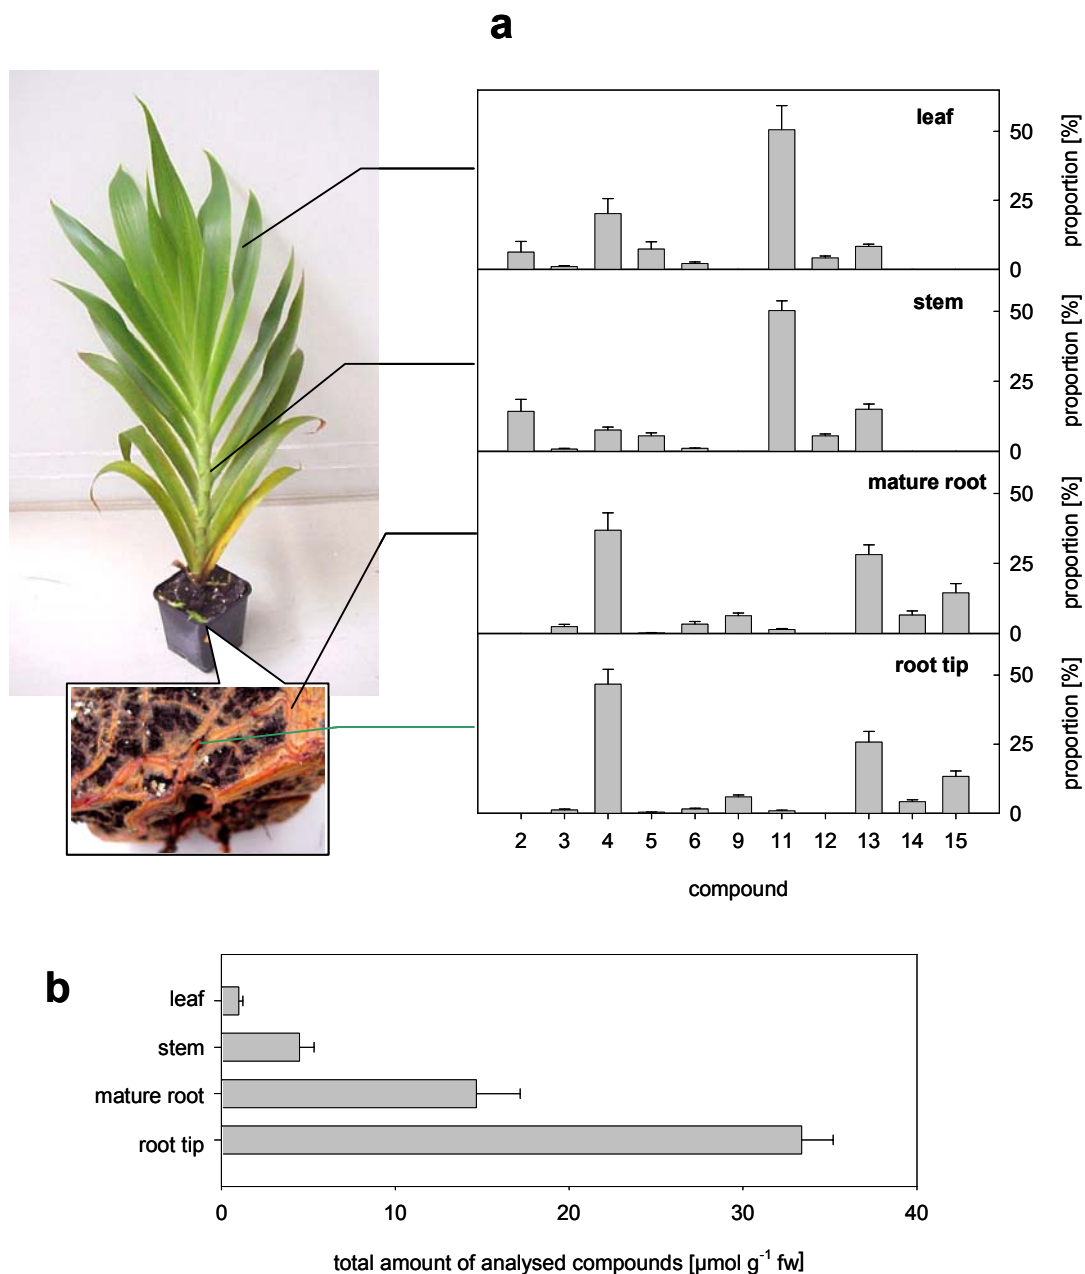 a
leaf
50
25
0
proportion [%]
stem
50
25
0
proportion [%]
mature root
50
25
0
proportion [%]
root tip
50
25
0
proportion [%]
2 3 4 5 6 9 11 12 13 14 15
compound
b
leaf
stem
mature root
root tip
0 10 20 30 40
total amount of analysed compounds [µmol g⁻¹ fw]